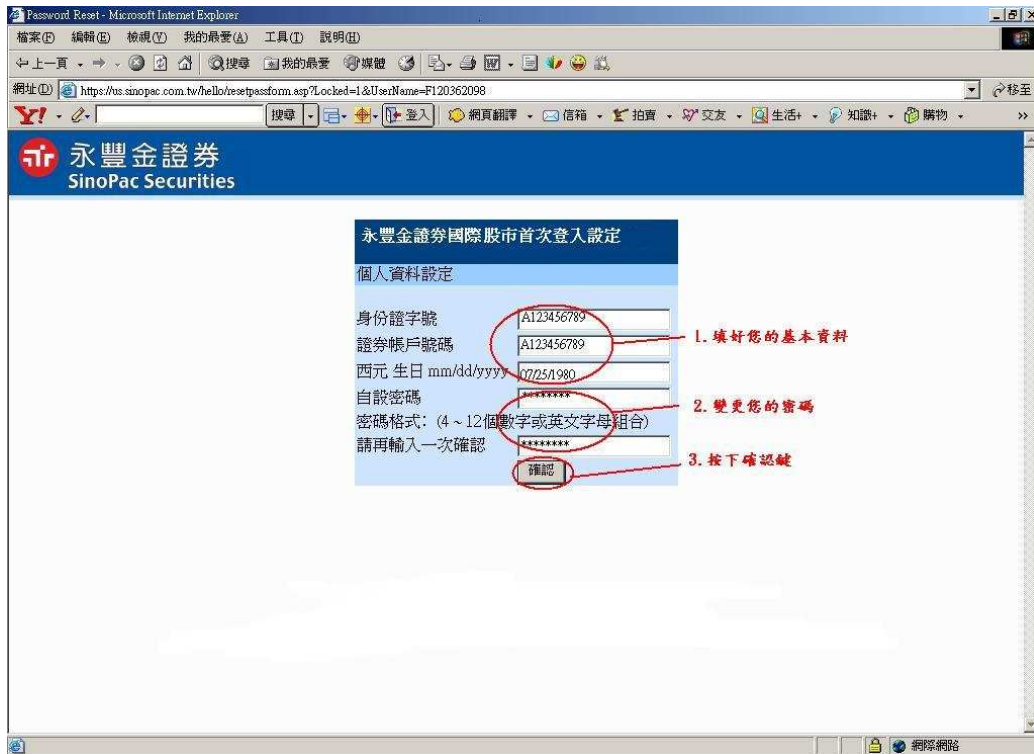 Password Reset - Microsoft Internet Explorer
檔案(F) 編輯(E) 檢視(V) 我的最愛(A) 工具(T) 說明(H)
上一頁 搜尋 我的最愛 媒體
網址(D) https://us.sinopac.com.tw/hello/resetpassform.asp?Locked=1&UserName=F120362098 移至
Y! 搜尋 登入 網頁翻譯 信箱 拍賣 交友 生活+ 知識+ 購物 »
永豐金證券
SinoPac Securities
永豐金證券國際股市首次登入設定
個人資料設定
身份證字號 A123456789
1. 填好您的基本資料
證券帳戶號碼 A123456789
西元 生日 mm/dd/yyyy 07/25/1980
自設密碼 ********
2. 變更您的密碼
密碼格式: (4~12個數字或英文字母組合)
請再輸入一次確認 ********
3. 按下確認鍵
確認
網際網路